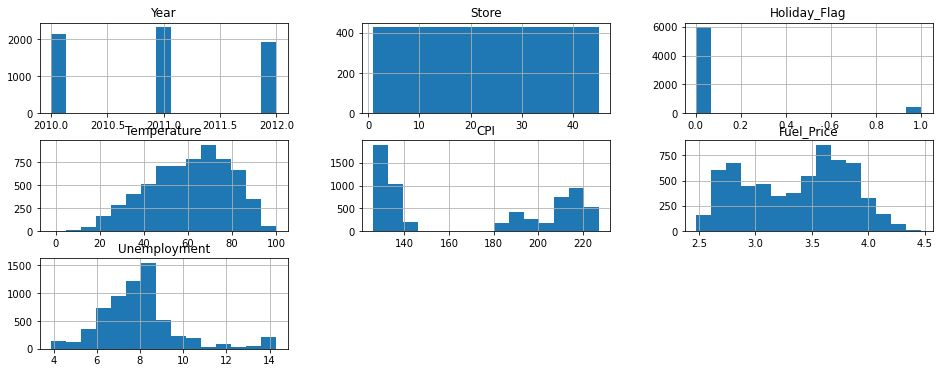 Year
Store
Holiday_Flag
2000
1000
0
400
200
0
6000
4000
2000
0
2010.0 2010.5 2011.0 2011.5 2012.0
0 10 20 30 40
0.0 0.2 0.4 0.6 0.8 1.0
Temperature
CPI
Fuel_Price
750
500
250
0
1500
1000
500
0
750
500
250
0
0 20 40 60 80 100
140 160 180 200 220
2.5 3.0 3.5 4.0 4.5
Unemployment
1500
1000
500
0
4 6 8 10 12 14